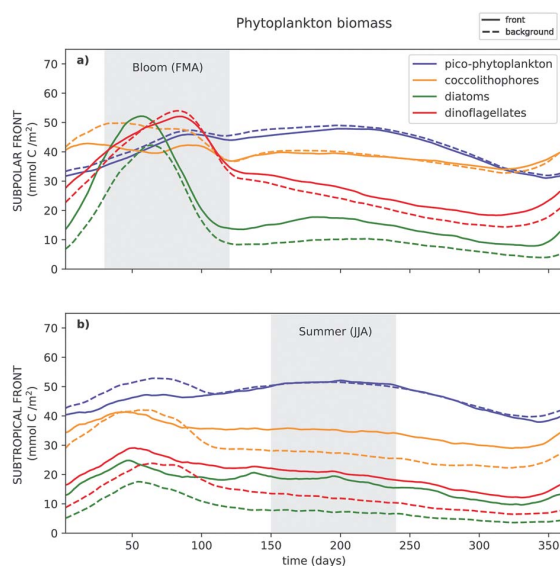 Phytoplankton biomass
front
background
a)
Bloom (FMA)
pico-phytoplankton
coccolithophores
diatoms
dinoflagellates
SUBPOLAR FRONT
(mmol C /m²)
70
60
50
40
30
20
10
0
b)
Summer (JJA)
SUBTROPICAL FRONT
(mmol C /m²)
70
60
50
40
30
20
10
0
50 100 150 200 250 300 350
time (days)